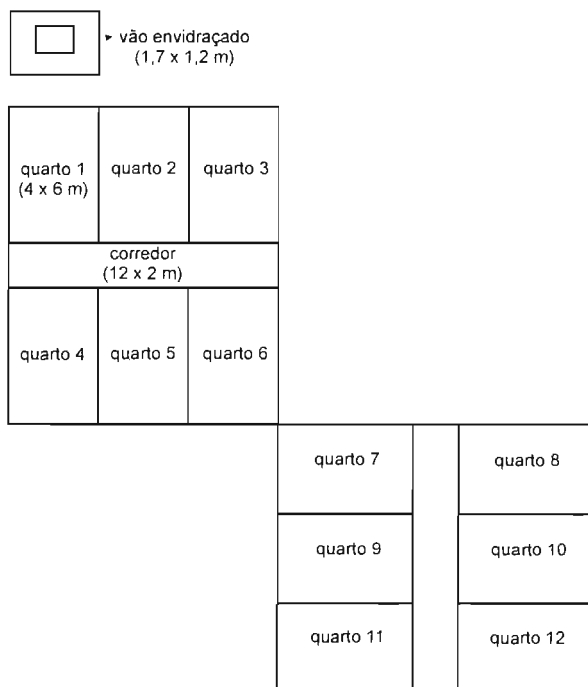 vão envidraçado
(1,7 x 1,2 m)
quarto 1
(4 x 6 m)
quarto 2
quarto 3
corredor
(12 x 2 m)
quarto 4
quarto 5
quarto 6
quarto 7
quarto 8
quarto 9
quarto 10
quarto 11
quarto 12